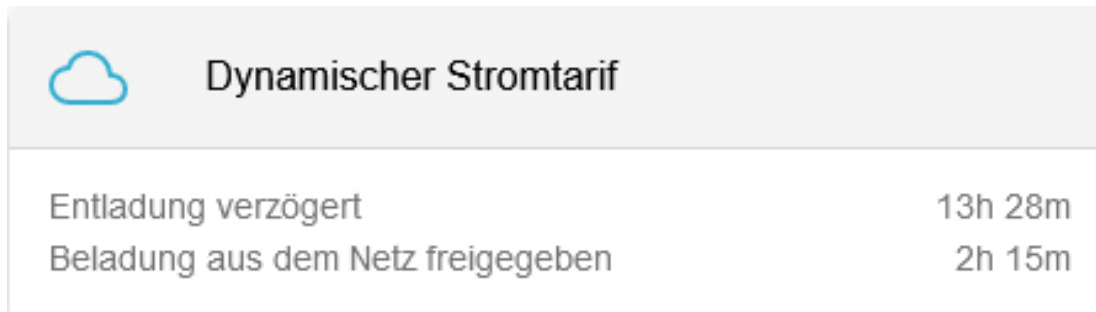 Dynamischer Stromtarif
Entladung verzögert 13h 28m
Beladung aus dem Netz freigegeben 2h 15m